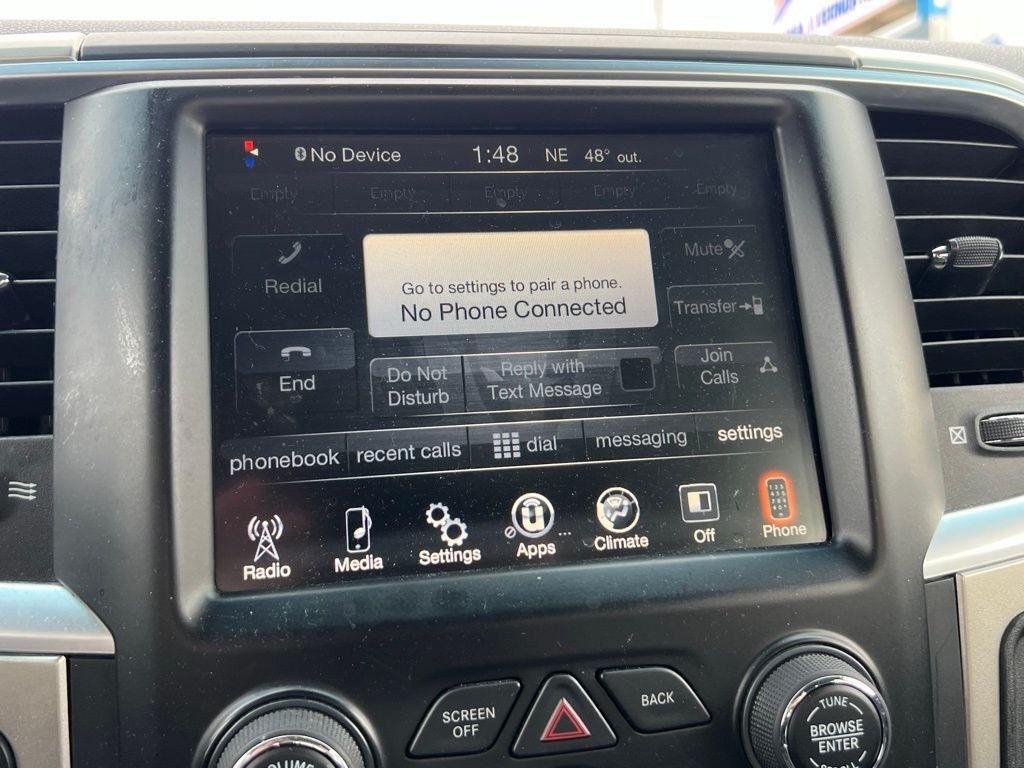 No Device 1:48 NE 48° out.
Empty Empty Empty Empty Empty
Redial
Go to settings to pair a phone.
No Phone Connected
Mute
Transfer
End
Do Not
Disturb
Reply with
Text Message
Join
Calls
phonebook recent calls dial messaging settings
Radio Media Settings Apps Climate Off Phone
SCREEN
OFF
BACK
TUNE
BROWSE
ENTER
VOLUME